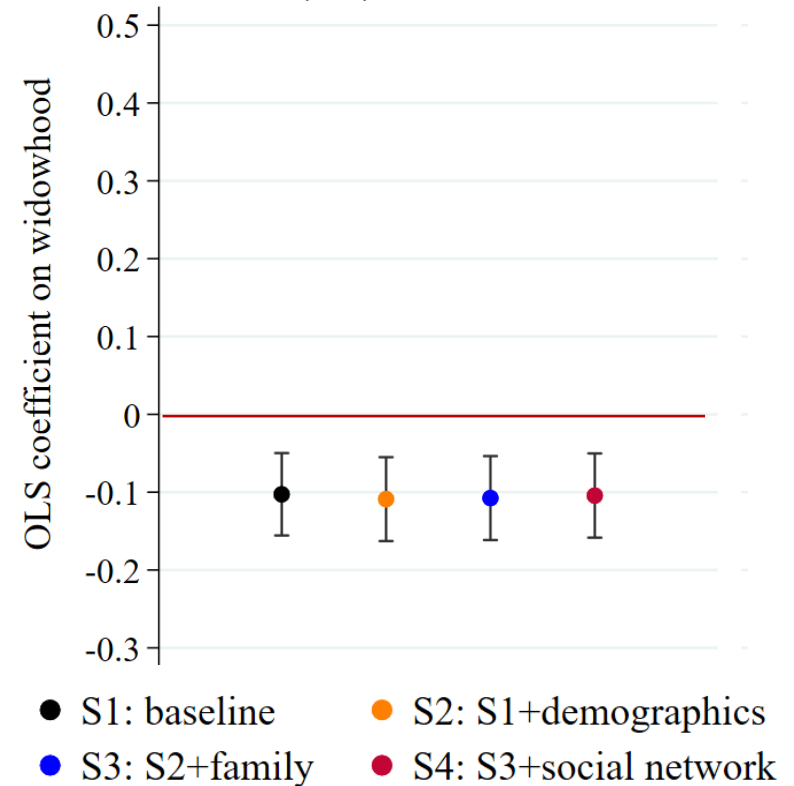 OLS coefficient on widowhood
0.5
0.4
0.3
0.2
0.1
0
-0.1
-0.2
-0.3
S1: baseline
S2: S1+demographics
S3: S2+family
S4: S3+social network